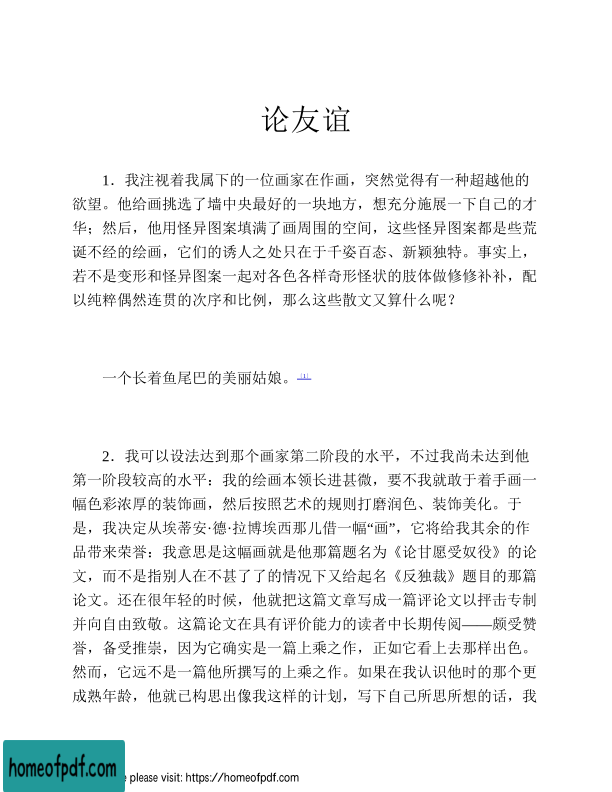 论友谊
1．我注视着我属下的一位画家在作画，突然觉得有一种超越他的
欲望。他给画挑选了墙中央最好的一块地方，想充分施展一下自己的才
华；然后，他用怪异图案填满了画周围的空间，这些怪异图案都是些荒
诞不经的绘画，它们的诱人之处只在于千姿百态、新颖独特。事实上，
若不是变形和怪异图案一起对各色各样奇形怪状的肢体做修修补补，配
以纯粹偶然连贯的次序和比例，那么这些散文又算什么呢？
一个长着鱼尾巴的美丽姑娘。[1]
2．我可以设法达到那个画家第二阶段的水平，不过我尚未达到他
第一阶段较高的水平：我的绘画本领长进甚微，要不我就敢于着手画一
幅色彩浓厚的装饰画，然后按照艺术的规则打磨润色、装饰美化。于
是，我决定从埃蒂安·德·拉博埃西那儿借一幅“画”，它将给我其余的作
品带来荣誉：我意思是这幅画就是他那篇题名为《论甘愿受奴役》的论
文，而不是指别人在不甚了了的情况下又给起名《反独裁》题目的那篇
论文。还在很年轻的时候，他就把这篇文章写成一篇评论文以抨击专制
并向自由致敬。这篇论文在具有评价能力的读者中长期传阅——颇受赞
誉，备受推崇，因为它确实是一篇上乘之作，正如它看上去那样出色。
然而，它远不是一篇他所撰写的上乘之作。如果在我认识他时的那个更
成熟年龄，他就已构思出像我这样的计划，写下自己所思所想的话，我
homeofpdf.com
e please visit: https://homeofpdf.com